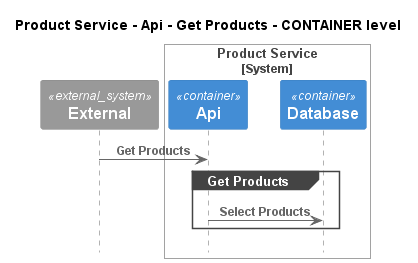 Product Service - Api - Get Products - CONTAINER level
Product Service
[System]
«external_system»
External
«container»
Api
«container»
Database
Get Products
Get Products
Select Products